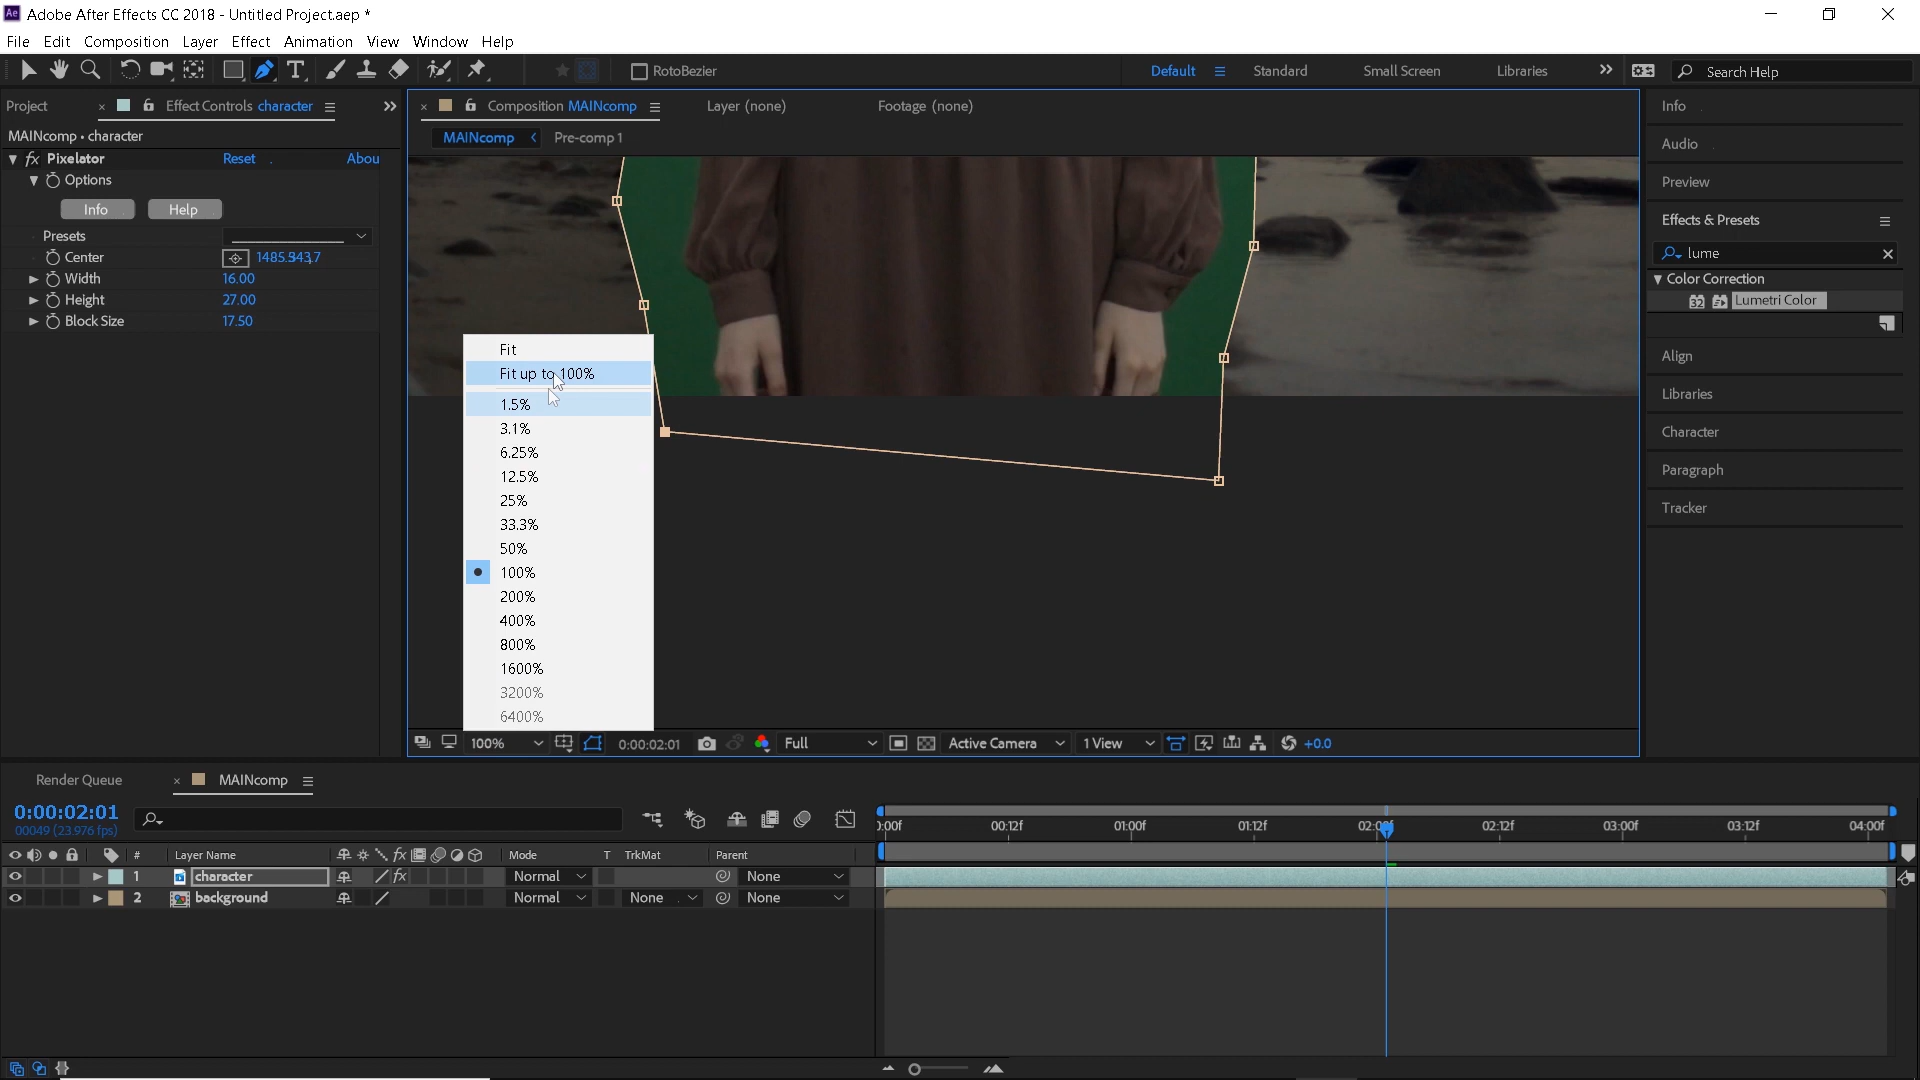 Ae Adobe After Effects CC 2018 - Untitled Project.aep *
File Edit Composition Layer Effect Animation View Window Help
RotoBezier
Default Standard Small Screen Libraries Search Help
Project Effect Controls character
MAINcomp • character
fx Pixelator Reset Abou
Options
Info Help
Presets
Center
Width 16.00
Height 27.00
Block Size 17.50
Composition MAINcomp Layer (none) Footage (none)
MAINcomp Pre-comp 1
Fit
Fit up to 100%
1.5%
3.1%
6.25%
12.5%
25%
33.3%
50%
100%
200%
400%
800%
1600%
3200%
6400%
100% 0:00:02:01 Full Active Camera 1 View +0.0
Info
Audio
Preview
Effects & Presets
lume
Color Correction
32 Lumetri Color
Align
Libraries
Character
Paragraph
Tracker
Render Queue MAINcomp
0:00:02:01
00049 (23.976 fps)
00:12f 01:00f 01:12f 02:12f 03:00f 03:12f 04:00f
# Layer Name fx Mode T TrkMat Parent
1 character fx Normal None
2 background Normal None None